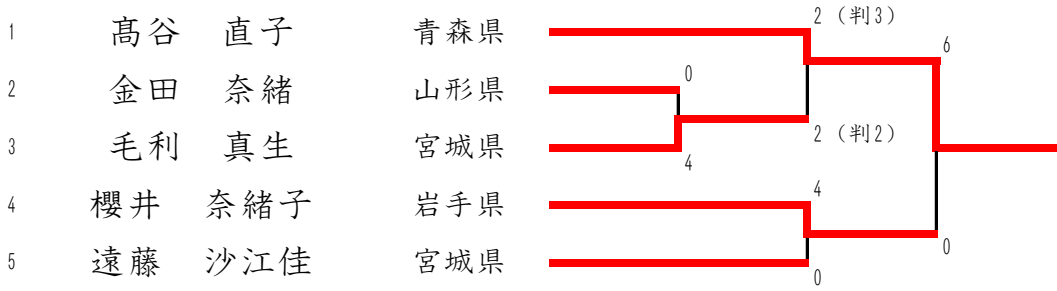 1 髙谷 直子 青森県 2 (判3)
6
2 金田 奈緒 山形県 0
3 毛利 真生 宮城県 4 2 (判2)
4 櫻井 奈緒子 岩手県 4
0
5 遠藤 沙江佳 宮城県 0